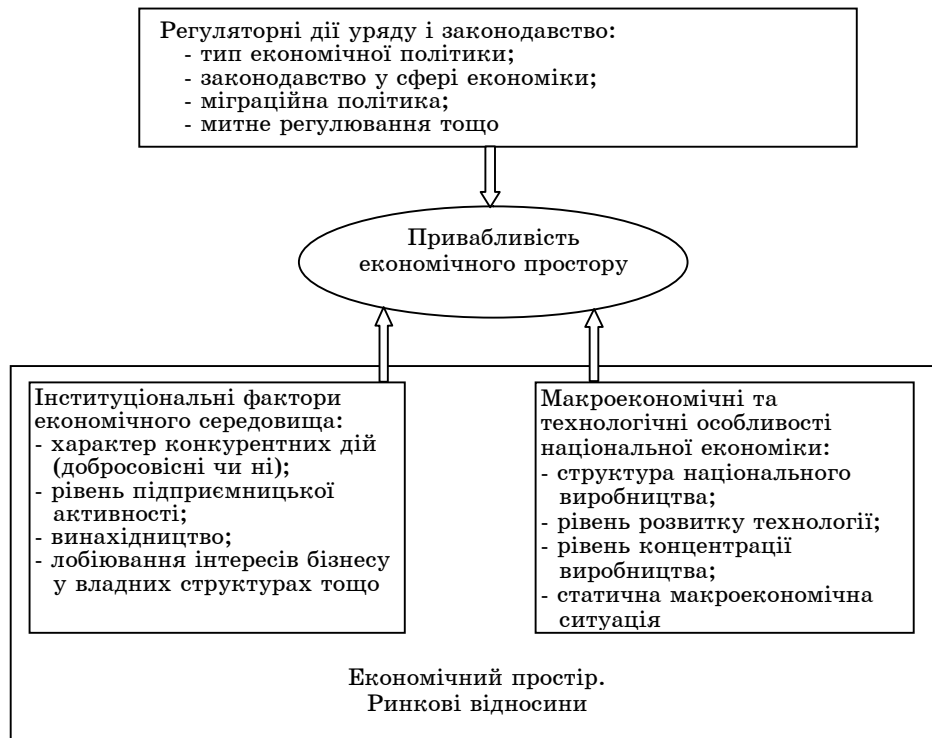 Регуляторні дії уряду і законодавство:
- тип економічної політики;
- законодавство у сфері економіки;
- міграційна політика;
- митне регулювання тощо
Привабливість
економічного простору
Інституціональні фактори
економічного середовища:
- характер конкурентних дій
(добросовісні чи ні);
- рівень підприємницької
активності;
- винахідництво;
- лобіювання інтересів бізнесу
у владних структурах тощо
Макроекономічні та
технологічні особливості
національної економіки:
- структура національного
виробництва;
- рівень розвитку технології;
- рівень концентрації
виробництва;
- статична макроекономічна
ситуація
Економічний простір.
Ринкові відносини